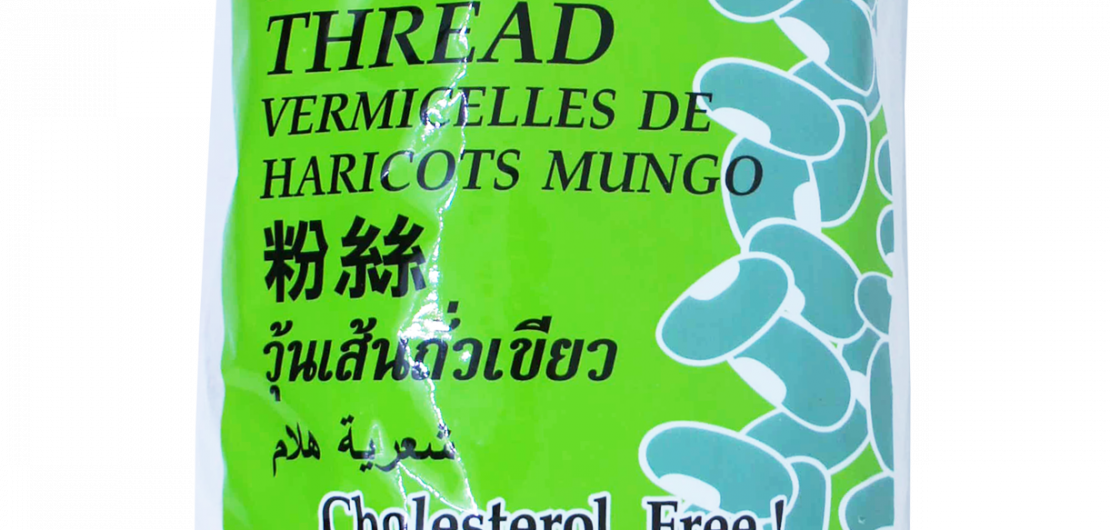 THREAD
VERMICELLES DE
HARICOTS MUNGO
粉絲
วุ้นเส้นถั่วเขียว
شعرية هلام
Cholesterol Free!